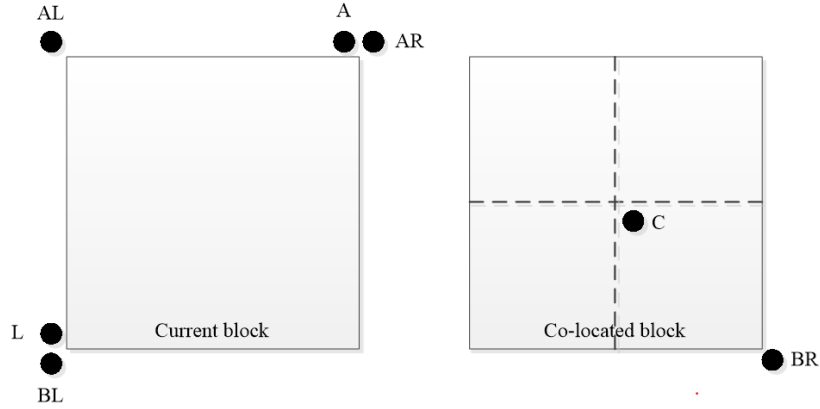 AL
A
AR
C
L
Current block
Co-located block
BR
BL